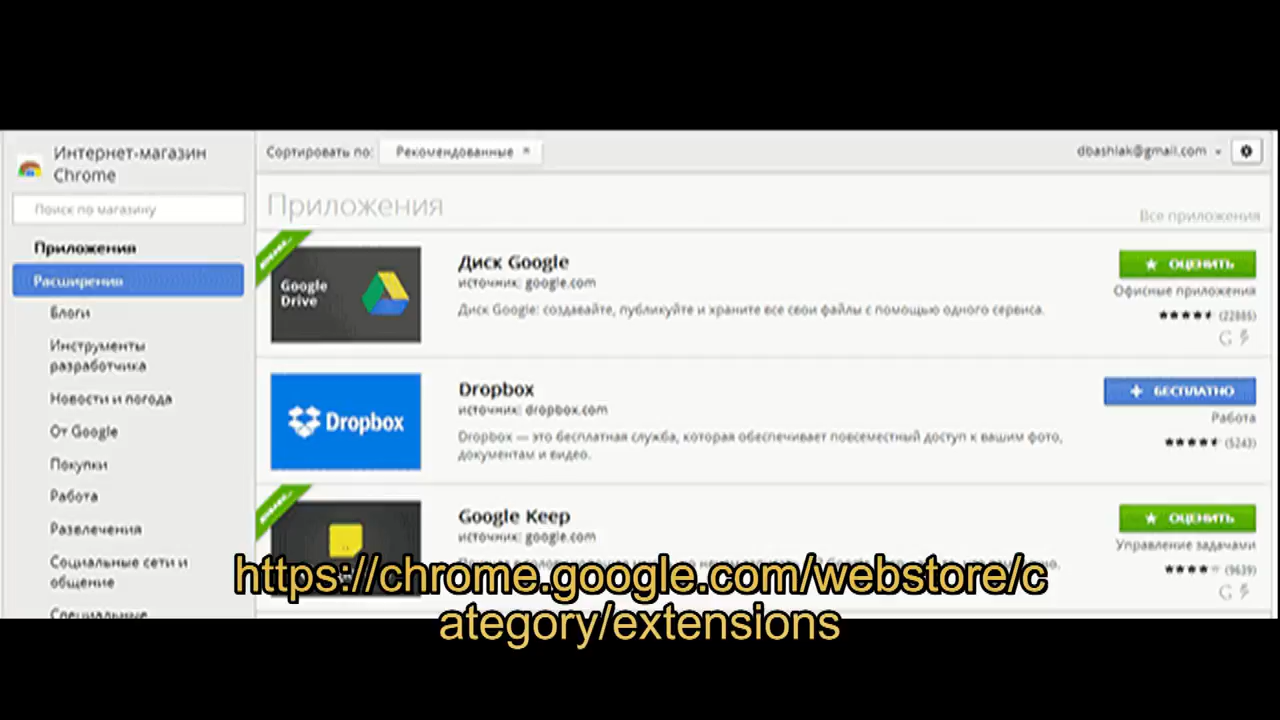 Интернет-магазин
Chrome
Поиск по магазину
Приложения
Расширения
Блоги
Инструменты
разработчика
Новости и погода
От Google
Покупки
Работа
Развлечения
Социальные сети и
общение
Специальные
Сортировать по: Рекомендованные
dbashlak@gmail.com
Приложения
Все приложения
Google
Drive
Диск Google
источник: google.com
Диск Google: создавайте, публикуйте и храните все свои файлы с помощью одного сервиса.
★ ОЦЕНИТЬ
Офисные приложения
(22885)
Dropbox
Dropbox
источник: dropbox.com
Dropbox — это бесплатная служба, которая обеспечивает повсеместный доступ к вашим фото,
документам и видео.
+ БЕСПЛАТНО
Работа
(5243)
Google Keep
источник: google.com
★ ОЦЕНИТЬ
Управление задачами
(9639)
https://chrome.google.com/webstore/c
ategory/extensions